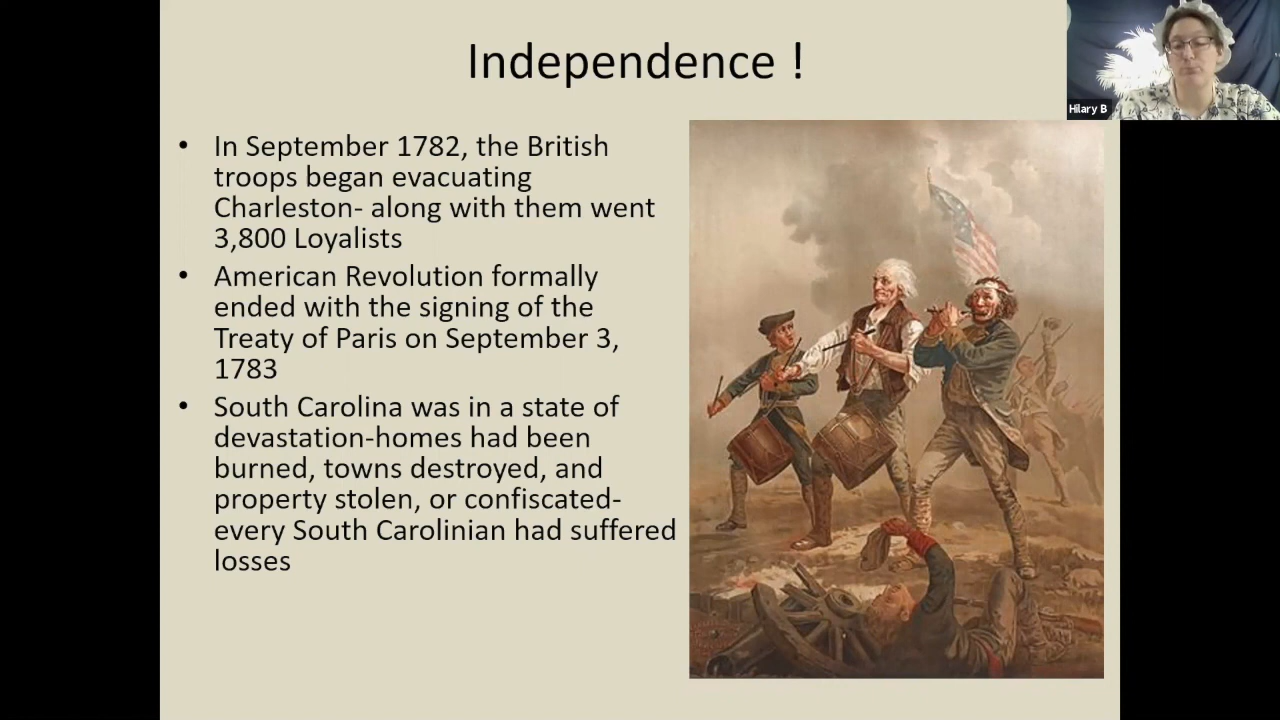 Independence !
Hilary B
• In September 1782, the British
troops began evacuating
Charleston- along with them went
3,800 Loyalists
• American Revolution formally
ended with the signing of the
Treaty of Paris on September 3,
1783
• South Carolina was in a state of
devastation-homes had been
burned, towns destroyed, and
property stolen, or confiscated-
every South Carolinian had suffered
losses